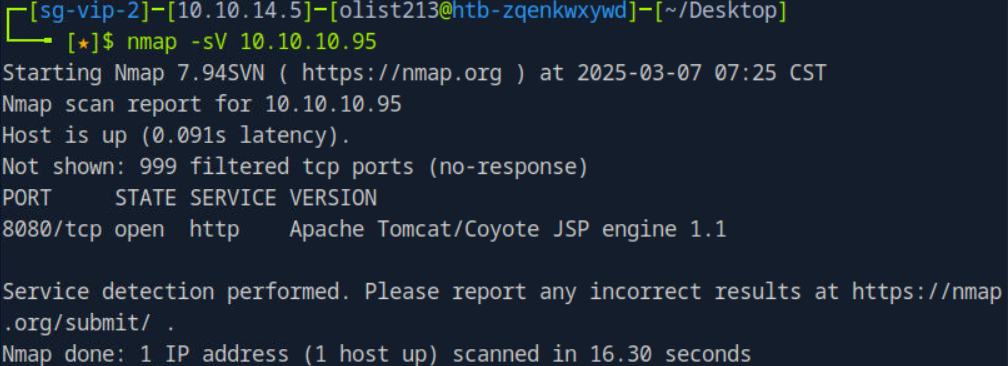 ┌─[sg-vip-2]─[10.10.14.5]─[olist213@htb-zqenkwxywd]─[~/Desktop]
└──╼ [★]$ nmap -sV 10.10.10.95
Starting Nmap 7.94SVN ( https://nmap.org ) at 2025-03-07 07:25 CST
Nmap scan report for 10.10.10.95
Host is up (0.091s latency).
Not shown: 999 filtered tcp ports (no-response)
PORT     STATE SERVICE VERSION
8080/tcp open  http    Apache Tomcat/Coyote JSP engine 1.1
Service detection performed. Please report any incorrect results at https://nmap
.org/submit/ .
Nmap done: 1 IP address (1 host up) scanned in 16.30 seconds